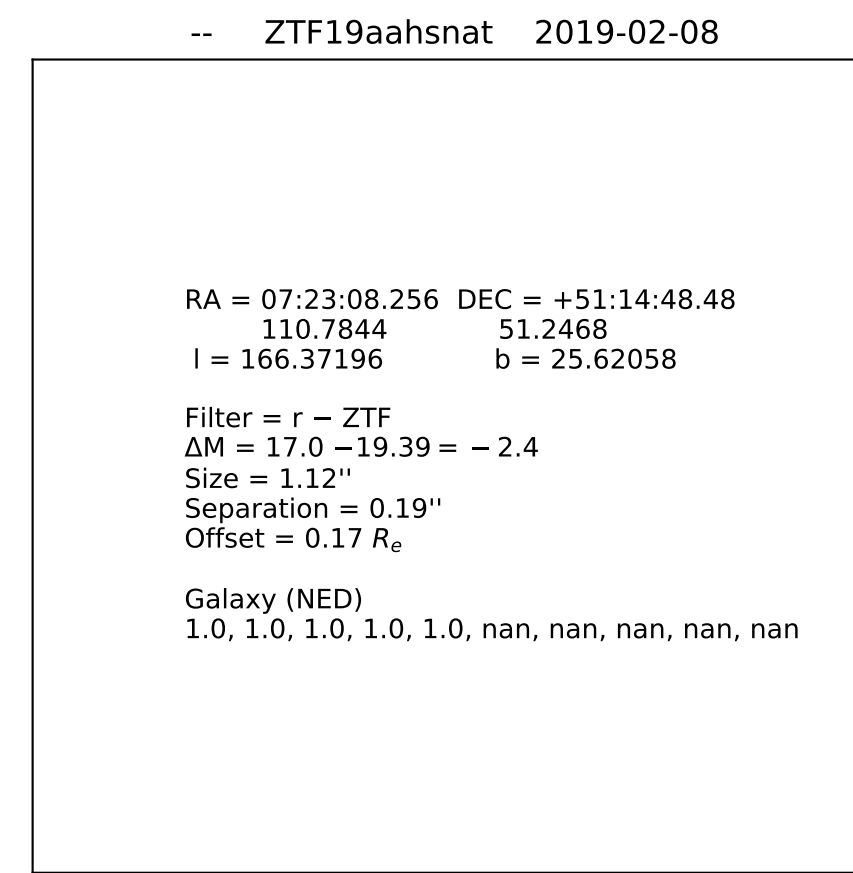 -- ZTF19aahsnat 2019-02-08
RA = 07:23:08.256 DEC = +51:14:48.48
110.7844 51.2468
l = 166.37196 b = 25.62058
Filter = r − ZTF
ΔM = 17.0 −19.39 = −2.4
Size = 1.12''
Separation = 0.19''
Offset = 0.17 Rₑ
Galaxy (NED)
1.0, 1.0, 1.0, 1.0, 1.0, nan, nan, nan, nan, nan